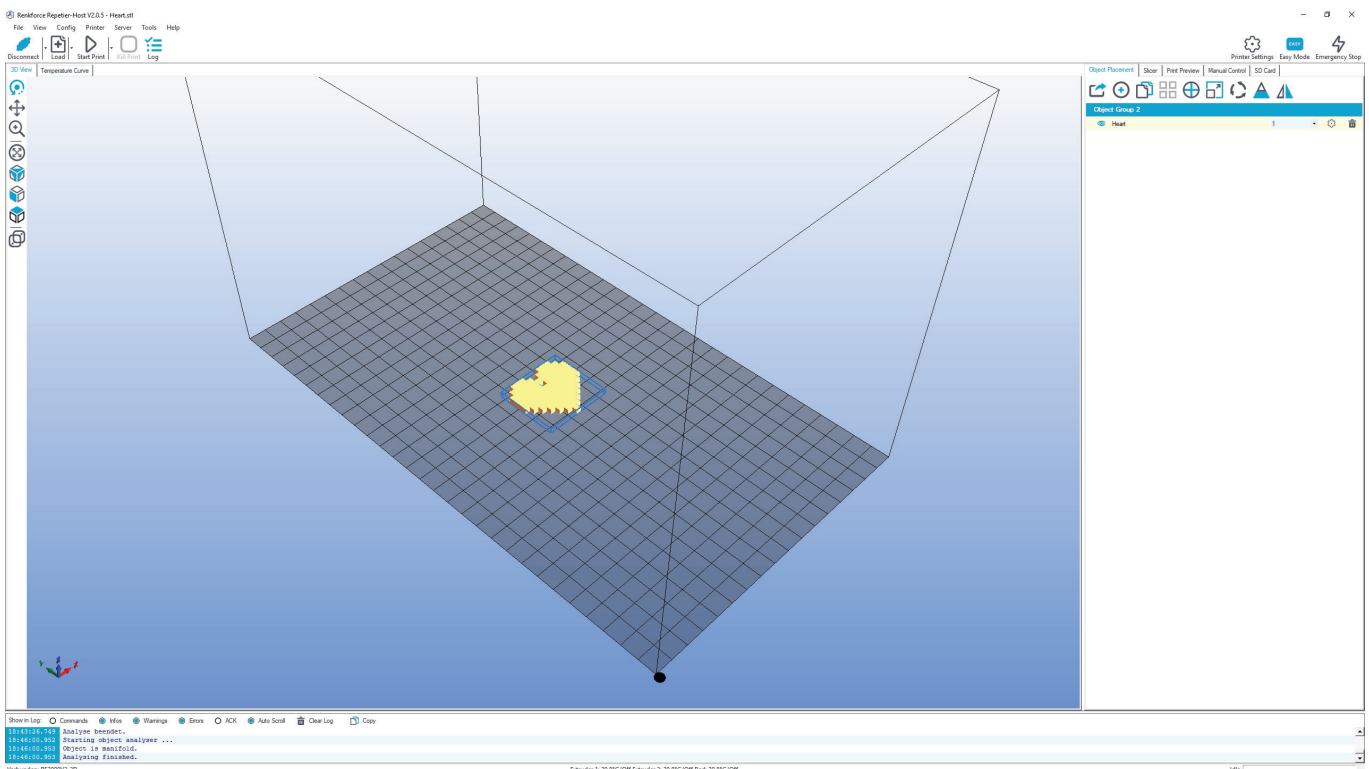 Renkforce Repetier-Host V2.0.5 - Heart.stl
File View Config Printer Server Tools Help
Disconnect Load Start Print Kill Print Log
Printer Settings Easy Mode Emergency Stop
EASY
3D View Temperature Curve
Object Placement Slicer Print Preview Manual Control SD Card
Object Group 2
Heart 1
Y Z X
Show in Log: Commands Infos Warnings Errors ACK Auto Scroll Clear Log Copy
18:43:26.749 Analyse beendet.
18:46:00.952 Starting object analyser ...
18:46:00.953 Object is manifold.
18:46:00.953 Analysing finished.